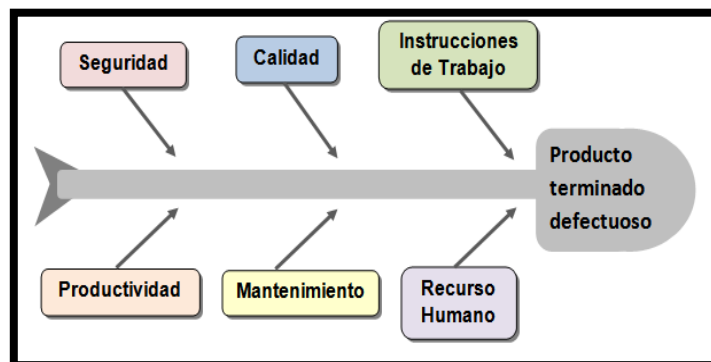 Seguridad
Calidad
Instrucciones
de Trabajo
Producto
terminado
defectuoso
Productividad
Mantenimiento
Recurso
Humano